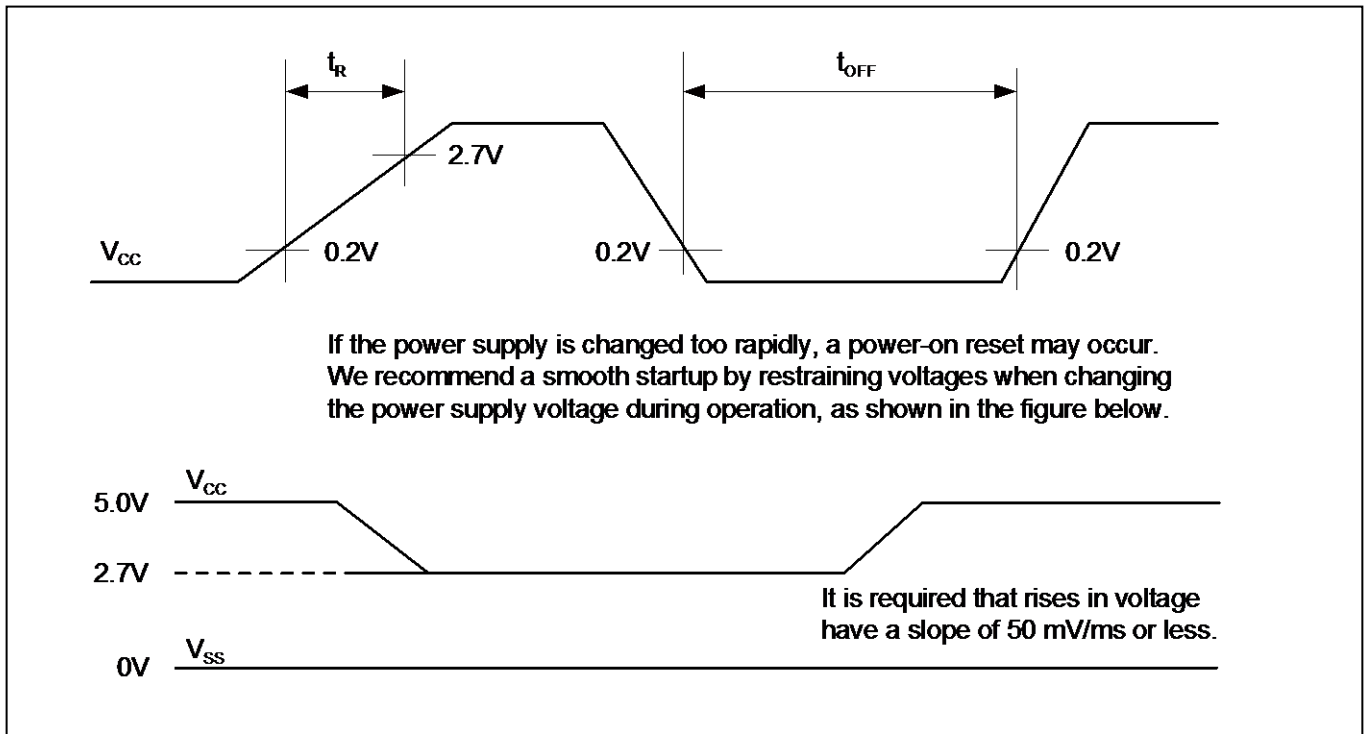 tR
tOFF
2.7V
VCC
0.2V
0.2V
0.2V
If the power supply is changed too rapidly, a power-on reset may occur.
We recommend a smooth startup by restraining voltages when changing
the power supply voltage during operation, as shown in the figure below.
VCC
5.0V
2.7V
It is required that rises in voltage
have a slope of 50 mV/ms or less.
VSS
0V